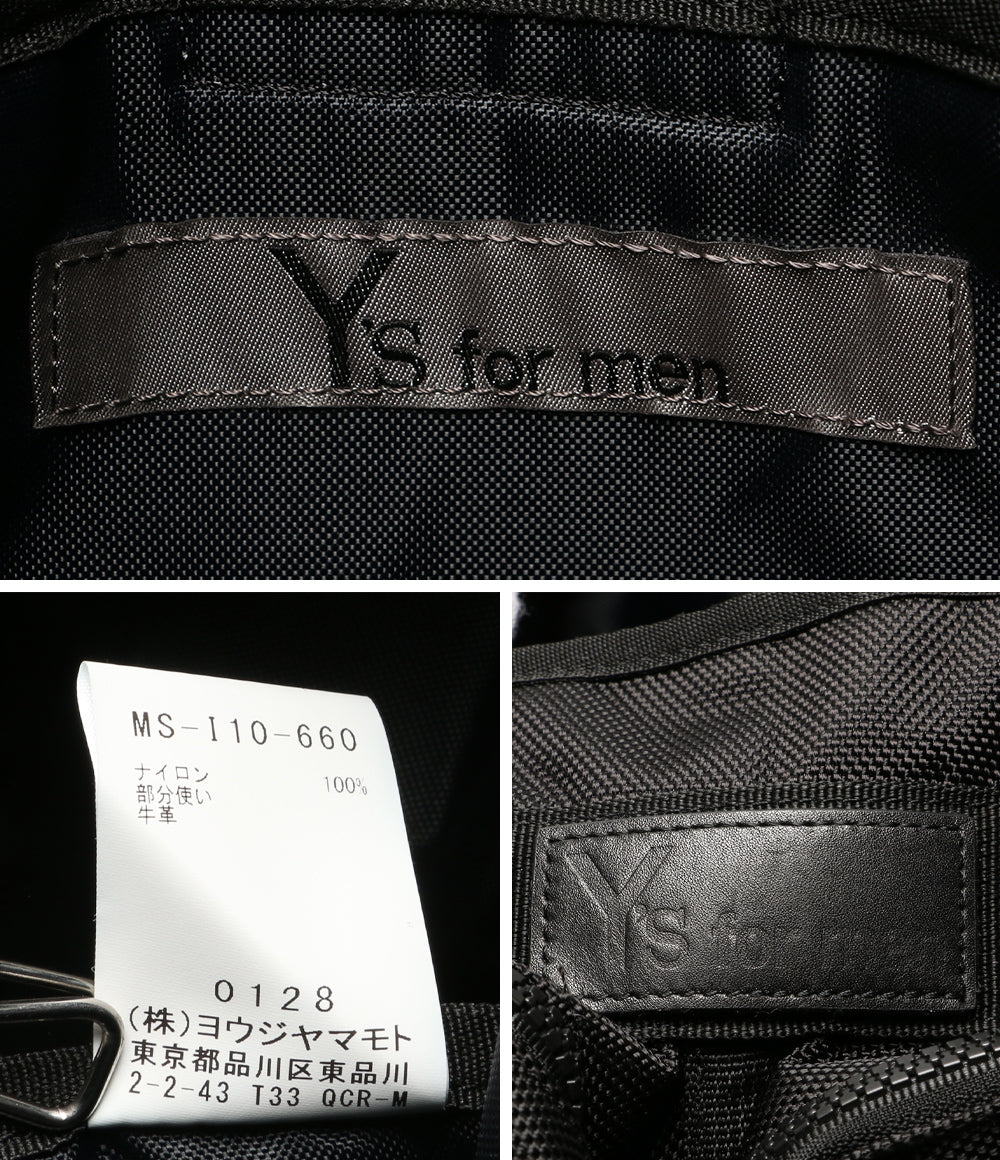 Y's for men
MS-I10-660
ナイロン 100%
部分使い
牛革
0128
(株)ヨウジヤマモト
東京都品川区東品川
2-2-43 T33 QCR-M
Y's for men